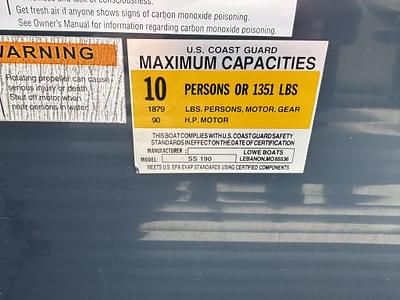 Get fresh air if anyone shows signs of carbon monoxide poisoning.
See Owner's Manual for information regarding carbon monoxide poisoning.
WARNING
Rotating propeller can cause
serious injury or death.
Shut off motor when
near persons in water.
U.S. COAST GUARD
MAXIMUM CAPACITIES
10 PERSONS OR 1351 LBS
1879 LBS. PERSONS, MOTOR, GEAR
90 H.P. MOTOR
THIS BOAT COMPLIES WITH U.S. COAST GUARD SAFETY
STANDARDS IN EFFECT ON THE DATE OF CERTIFICATION
MANUFACTURER: LOWE BOATS
MODEL: SS 190 LEBANON, MO 65536
MEETS U.S. EPA EVAP STANDARDS USING CERTIFIED COMPONENTS